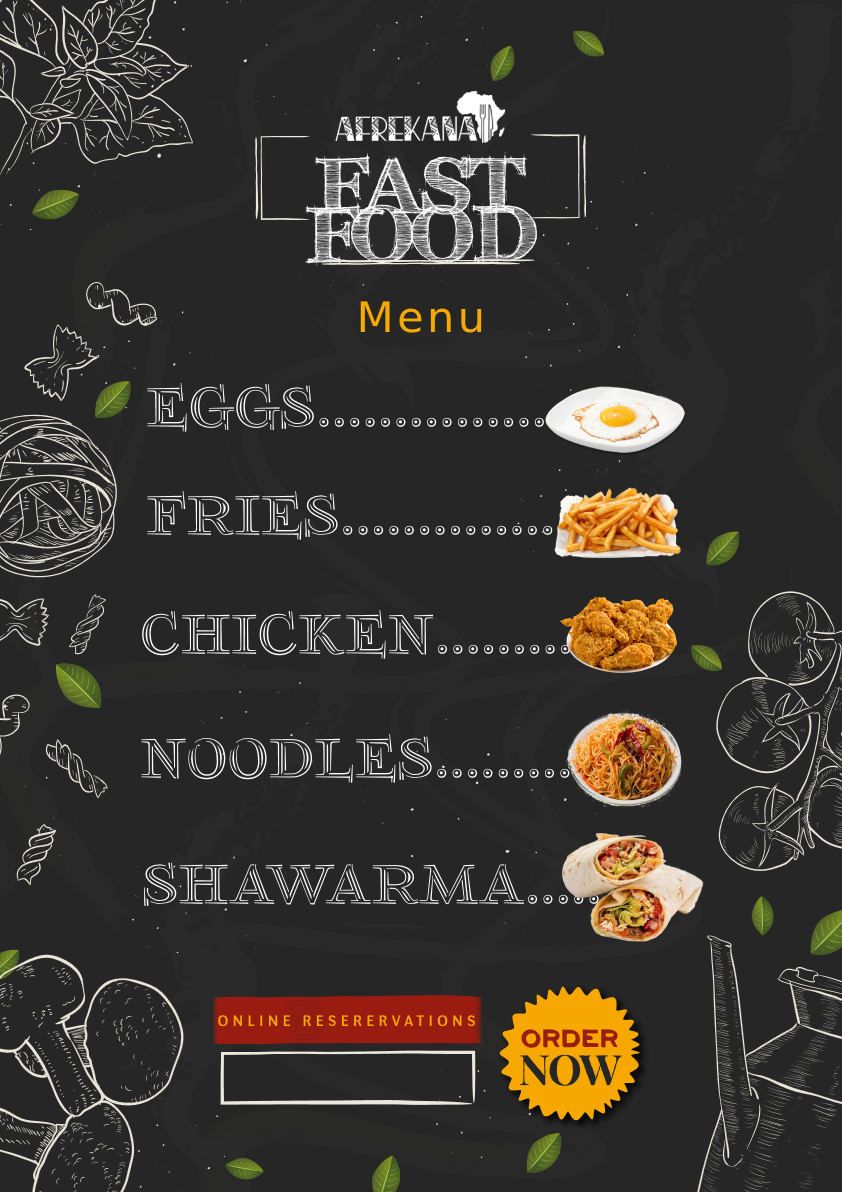 AFREKANA
FAST
FOOD
Menu
EGGS...............
FRIES..............
CHICKEN.........
NOODLES.........
SHAWARMA.....
ONLINE RESERERVATIONS
ORDER
NOW